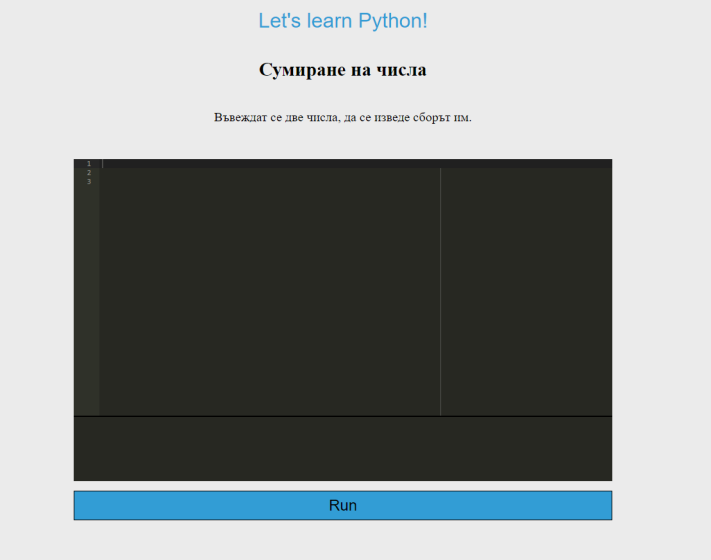 Let's learn Python!
Сумиране на числа
Въвеждат се две числа, да се изведе сборът им.
1
2
3
Run